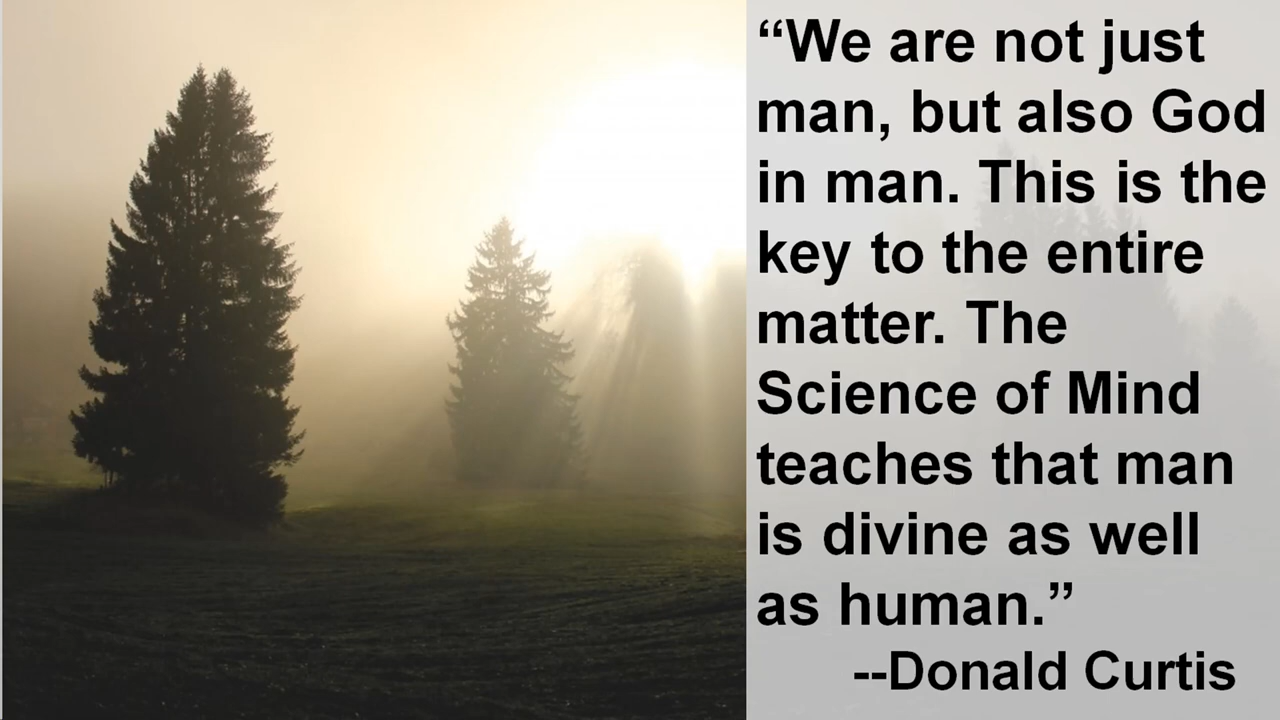 “We are not just
man, but also God
in man. This is the
key to the entire
matter. The
Science of Mind
teaches that man
is divine as well
as human.”
--Donald Curtis